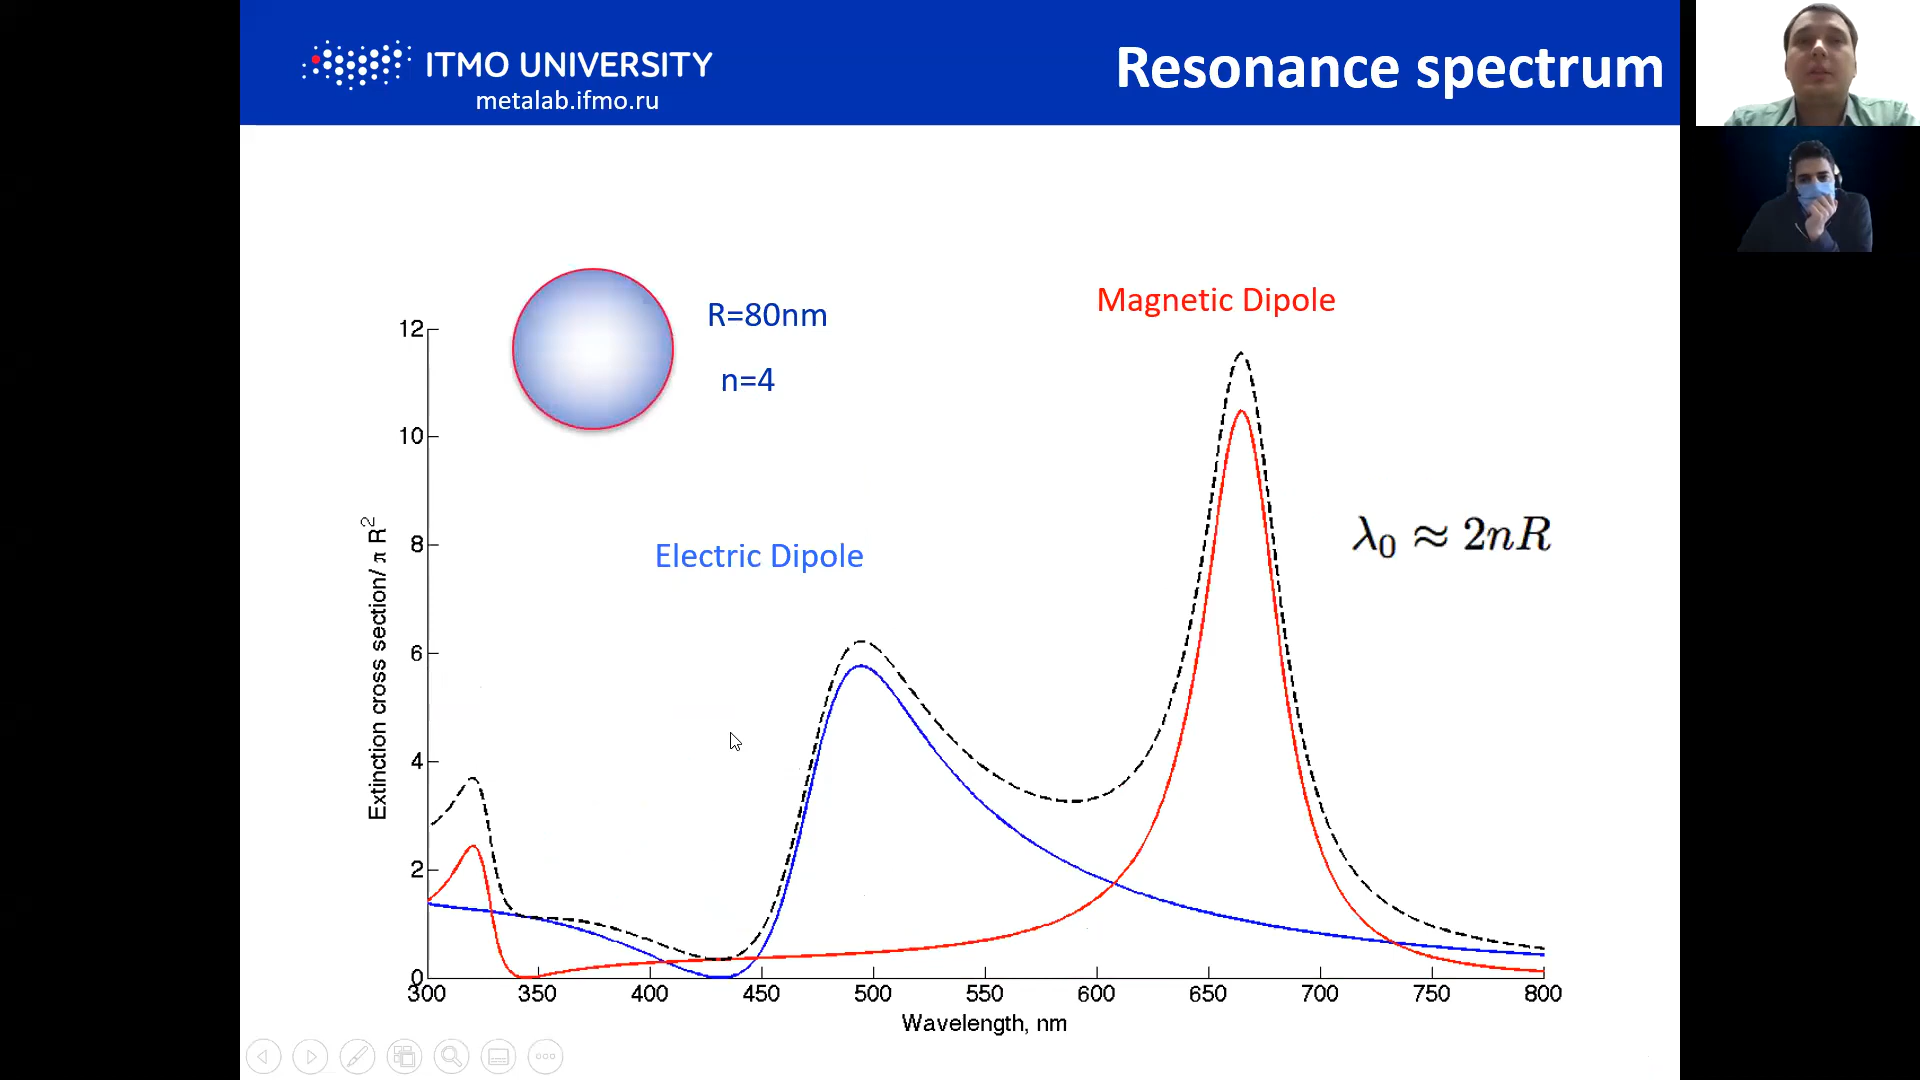 ITMO UNIVERSITY
metalab.ifmo.ru
Resonance spectrum
R=80nm
n=4
Magnetic Dipole
Electric Dipole
λ₀ ≈ 2nR
Extinction cross section/ π R²
12
10
8
6
4
2
0
300 350 400 450 500 550 600 650 700 750 800
Wavelength, nm